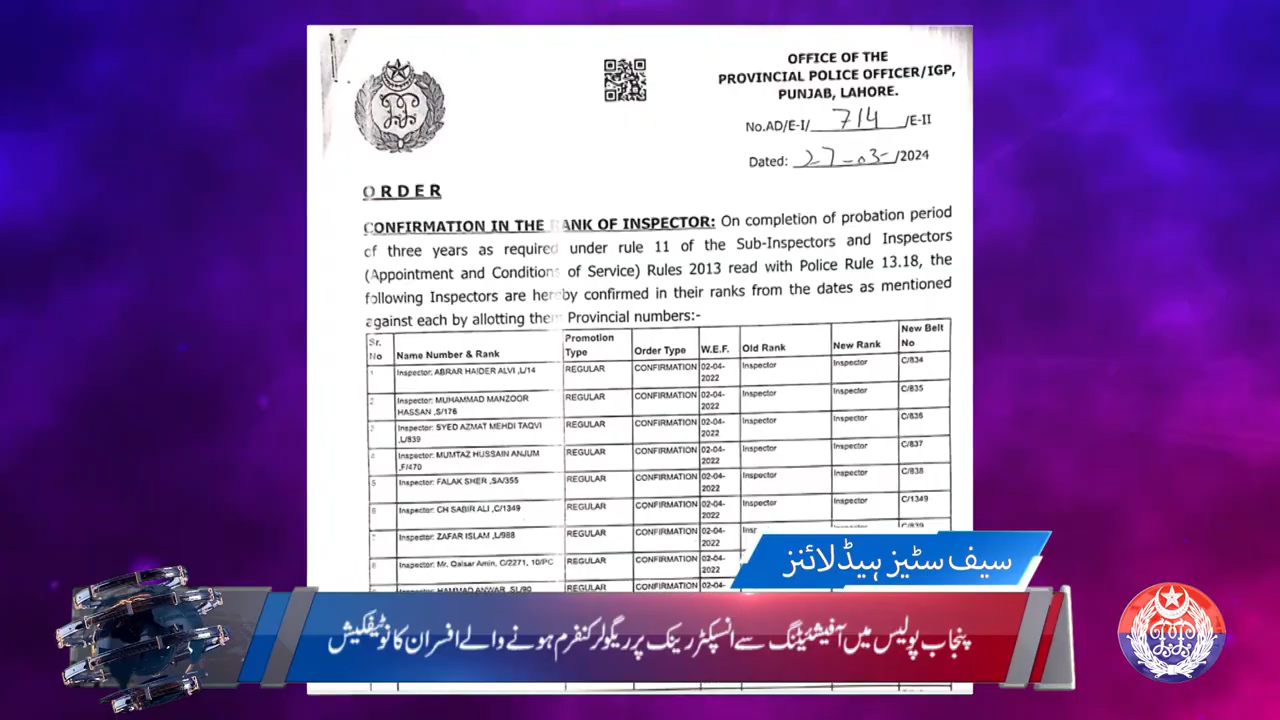 OFFICE OF THE
PROVINCIAL POLICE OFFICER/IGP,
PUNJAB, LAHORE.
No.AD/E-I/ 714 /E-II
Dated: 27-03-/2024
ORDER
CONFIRMATION IN THE RANK OF INSPECTOR: On completion of probation period
of three years as required under rule 11 of the Sub-Inspectors and Inspectors
(Appointment and Conditions of Service) Rules 2013 read with Police Rule 13.18, the
following Inspectors are hereby confirmed in their ranks from the dates as mentioned
against each by allotting them Provincial numbers:-
Sr. No Name Number & Rank Promotion Type Order Type W.E.F. Old Rank New Rank New Belt No
1 Inspector: ABRAR HAIDER ALVI ,L/14 REGULAR CONFIRMATION 02-04-2022 Inspector Inspector C/834
2 Inspector: MUHAMMAD MANZOOR HASSAN ,S/176 REGULAR CONFIRMATION 02-04-2022 Inspector Inspector C/835
3 Inspector: SYED AZMAT MEHDI TAQVI ,L/839 REGULAR CONFIRMATION 02-04-2022 Inspector Inspector C/836
4 Inspector: MUMTAZ HUSSAIN ANJUM ,F/470 REGULAR CONFIRMATION 02-04-2022 Inspector Inspector C/837
5 Inspector: FALAK SHER ,SA/355 REGULAR CONFIRMATION 02-04-2022 Inspector Inspector C/838
6 Inspector: CH SABIR ALI ,C/1349 REGULAR CONFIRMATION 02-04-2022 Inspector Inspector C/1349
7 Inspector: ZAFAR ISLAM ,L/988 REGULAR CONFIRMATION 02-04-2022
8 Inspector: Mr. Qaisar Amin, C/2271, 10/PC REGULAR CONFIRMATION 02-04-2022
REGULAR CONFIRMATION 02-04-
سیف سٹیز ہیڈلائنز
پنجاب پولیس میں آفیشیٹنگ سے انسپکٹر رینک پر ریگولر کنفرم ہونے والے افسران کا نوٹیفکیشن